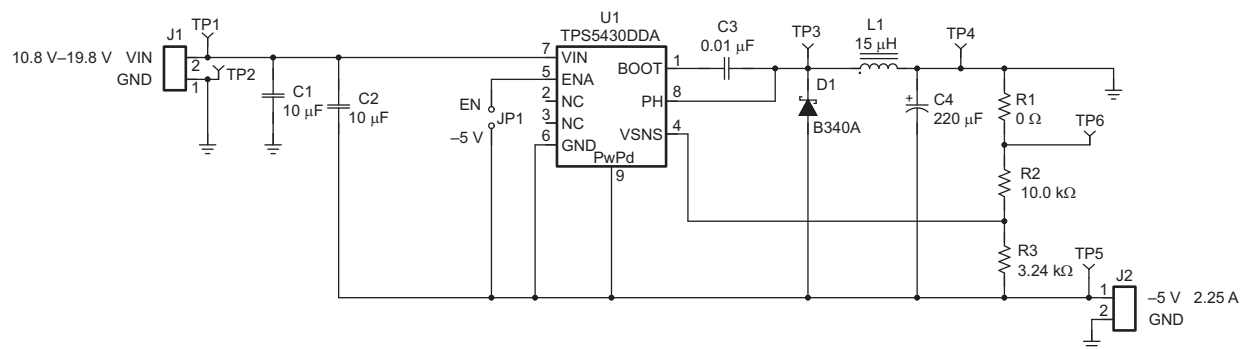 U1
TPS5430DDA
J1
TP1
10.8 V–19.8 V VIN
2
GND
1
TP2
C1
10 μF
C2
10 μF
EN
JP1
–5 V
7
VIN
5
ENA
2
NC
3
NC
6
GND
PwPd
9
BOOT
1
PH
8
VSNS
4
C3
0.01 μF
TP3
L1
15 μH
TP4
D1
B340A
+
C4
220 μF
R1
0 Ω
TP6
R2
10.0 kΩ
R3
3.24 kΩ
TP5
J2
1
–5 V 2.25 A
2
GND